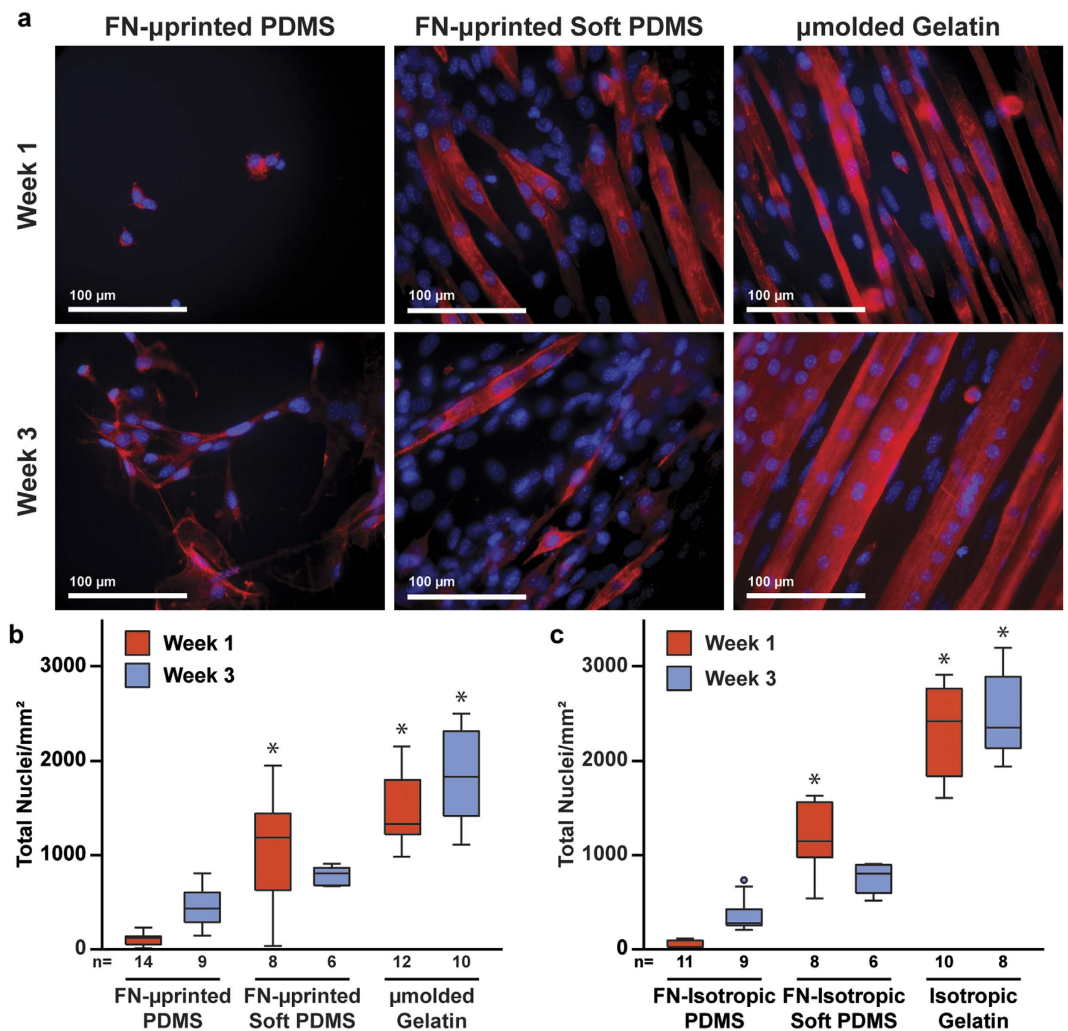 a
FN-µprinted PDMS
FN-µprinted Soft PDMS
µmolded Gelatin
Week 1
100 µm
100 µm
100 µm
Week 3
100 µm
100 µm
100 µm
b
Week 1
Week 3
Total Nuclei/mm²
3000
2000
1000
0
*
*
*
n= 14 9 8 6 12 10
FN-µprinted PDMS
FN-µprinted Soft PDMS
µmolded Gelatin
c
Week 1
Week 3
Total Nuclei/mm²
3000
2000
1000
0
*
*
*
n= 11 9 8 6 10 8
FN-Isotropic PDMS
FN-Isotropic Soft PDMS
Isotropic Gelatin